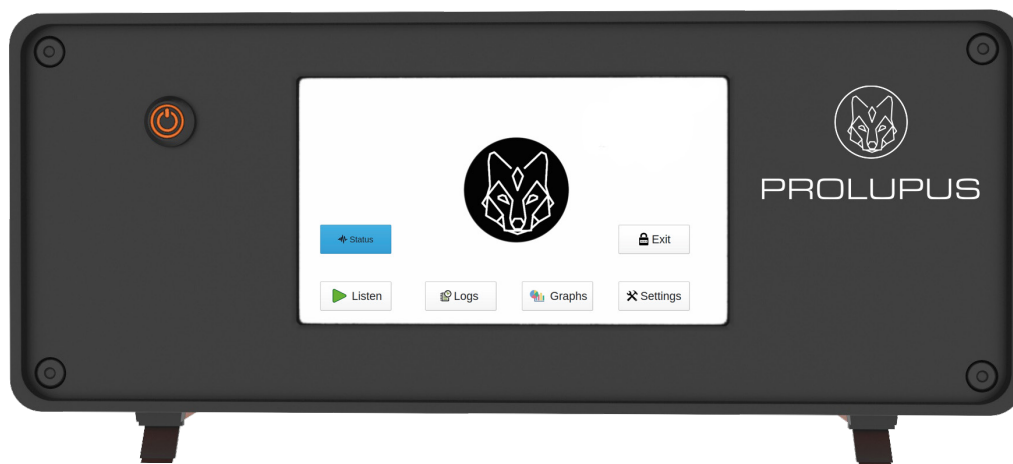 PROLUPUS
Status
Exit
Listen
Logs
Graphs
Settings